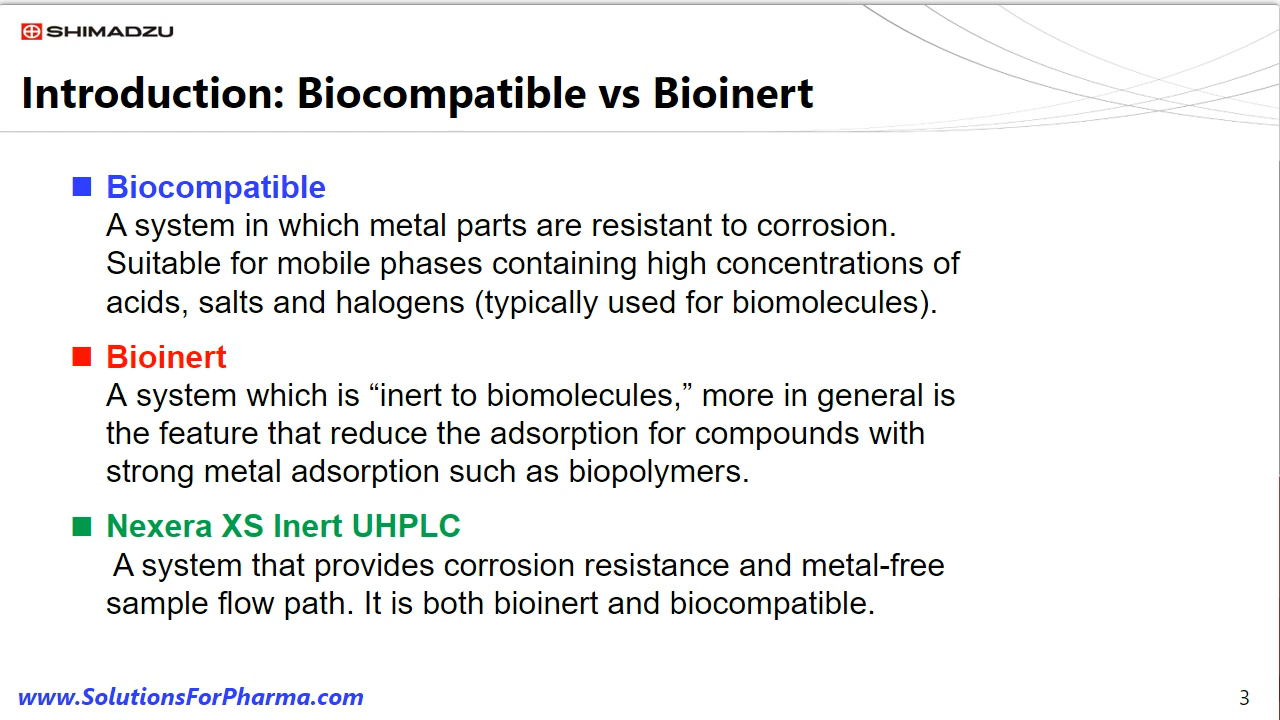 SHIMADZU
Introduction: Biocompatible vs Bioinert
Biocompatible
A system in which metal parts are resistant to corrosion.
Suitable for mobile phases containing high concentrations of
acids, salts and halogens (typically used for biomolecules).
Bioinert
A system which is “inert to biomolecules,” more in general is
the feature that reduce the adsorption for compounds with
strong metal adsorption such as biopolymers.
Nexera XS Inert UHPLC
A system that provides corrosion resistance and metal-free
sample flow path. It is both bioinert and biocompatible.
www.SolutionsForPharma.com
3